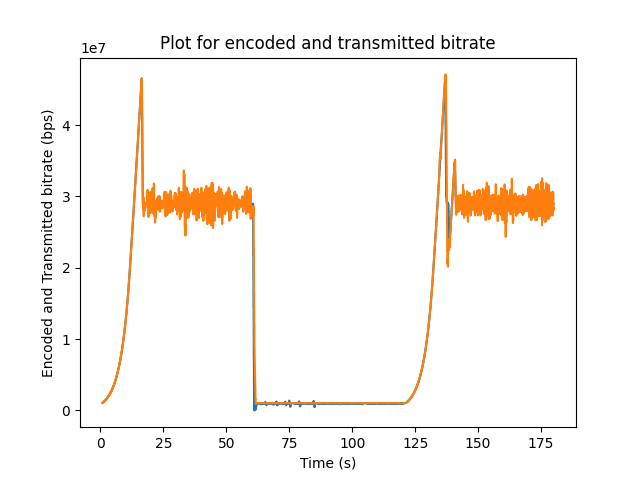 Plot for encoded and transmitted bitrate
1e7
Encoded and Transmitted bitrate (bps)
4
3
2
1
0
0 25 50 75 100 125 150 175
Time (s)